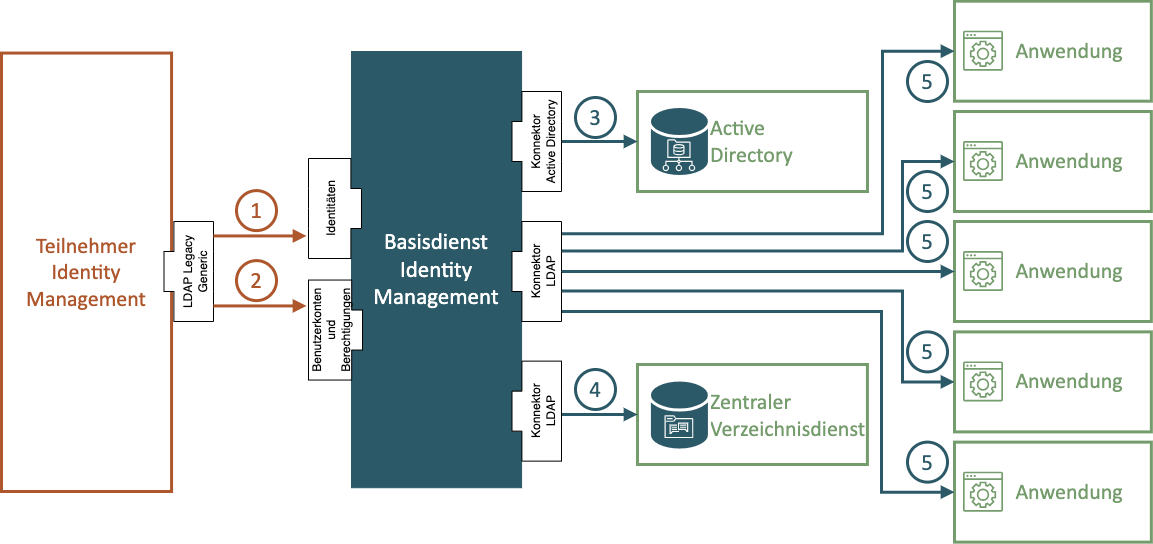 Teilnehmer
Identity
Management
LDAP Legacy
Generic
1
2
Identitäten
Benutzerkonten
und
Berechtigungen
Basisdienst
Identity
Management
Konnektor
Active Directory
3
Active
Directory
Konnektor
LDAP
Konnektor
LDAP
4
Zentraler
Verzeichnisdienst
5
Anwendung
5
Anwendung
5
Anwendung
5
Anwendung
5
Anwendung